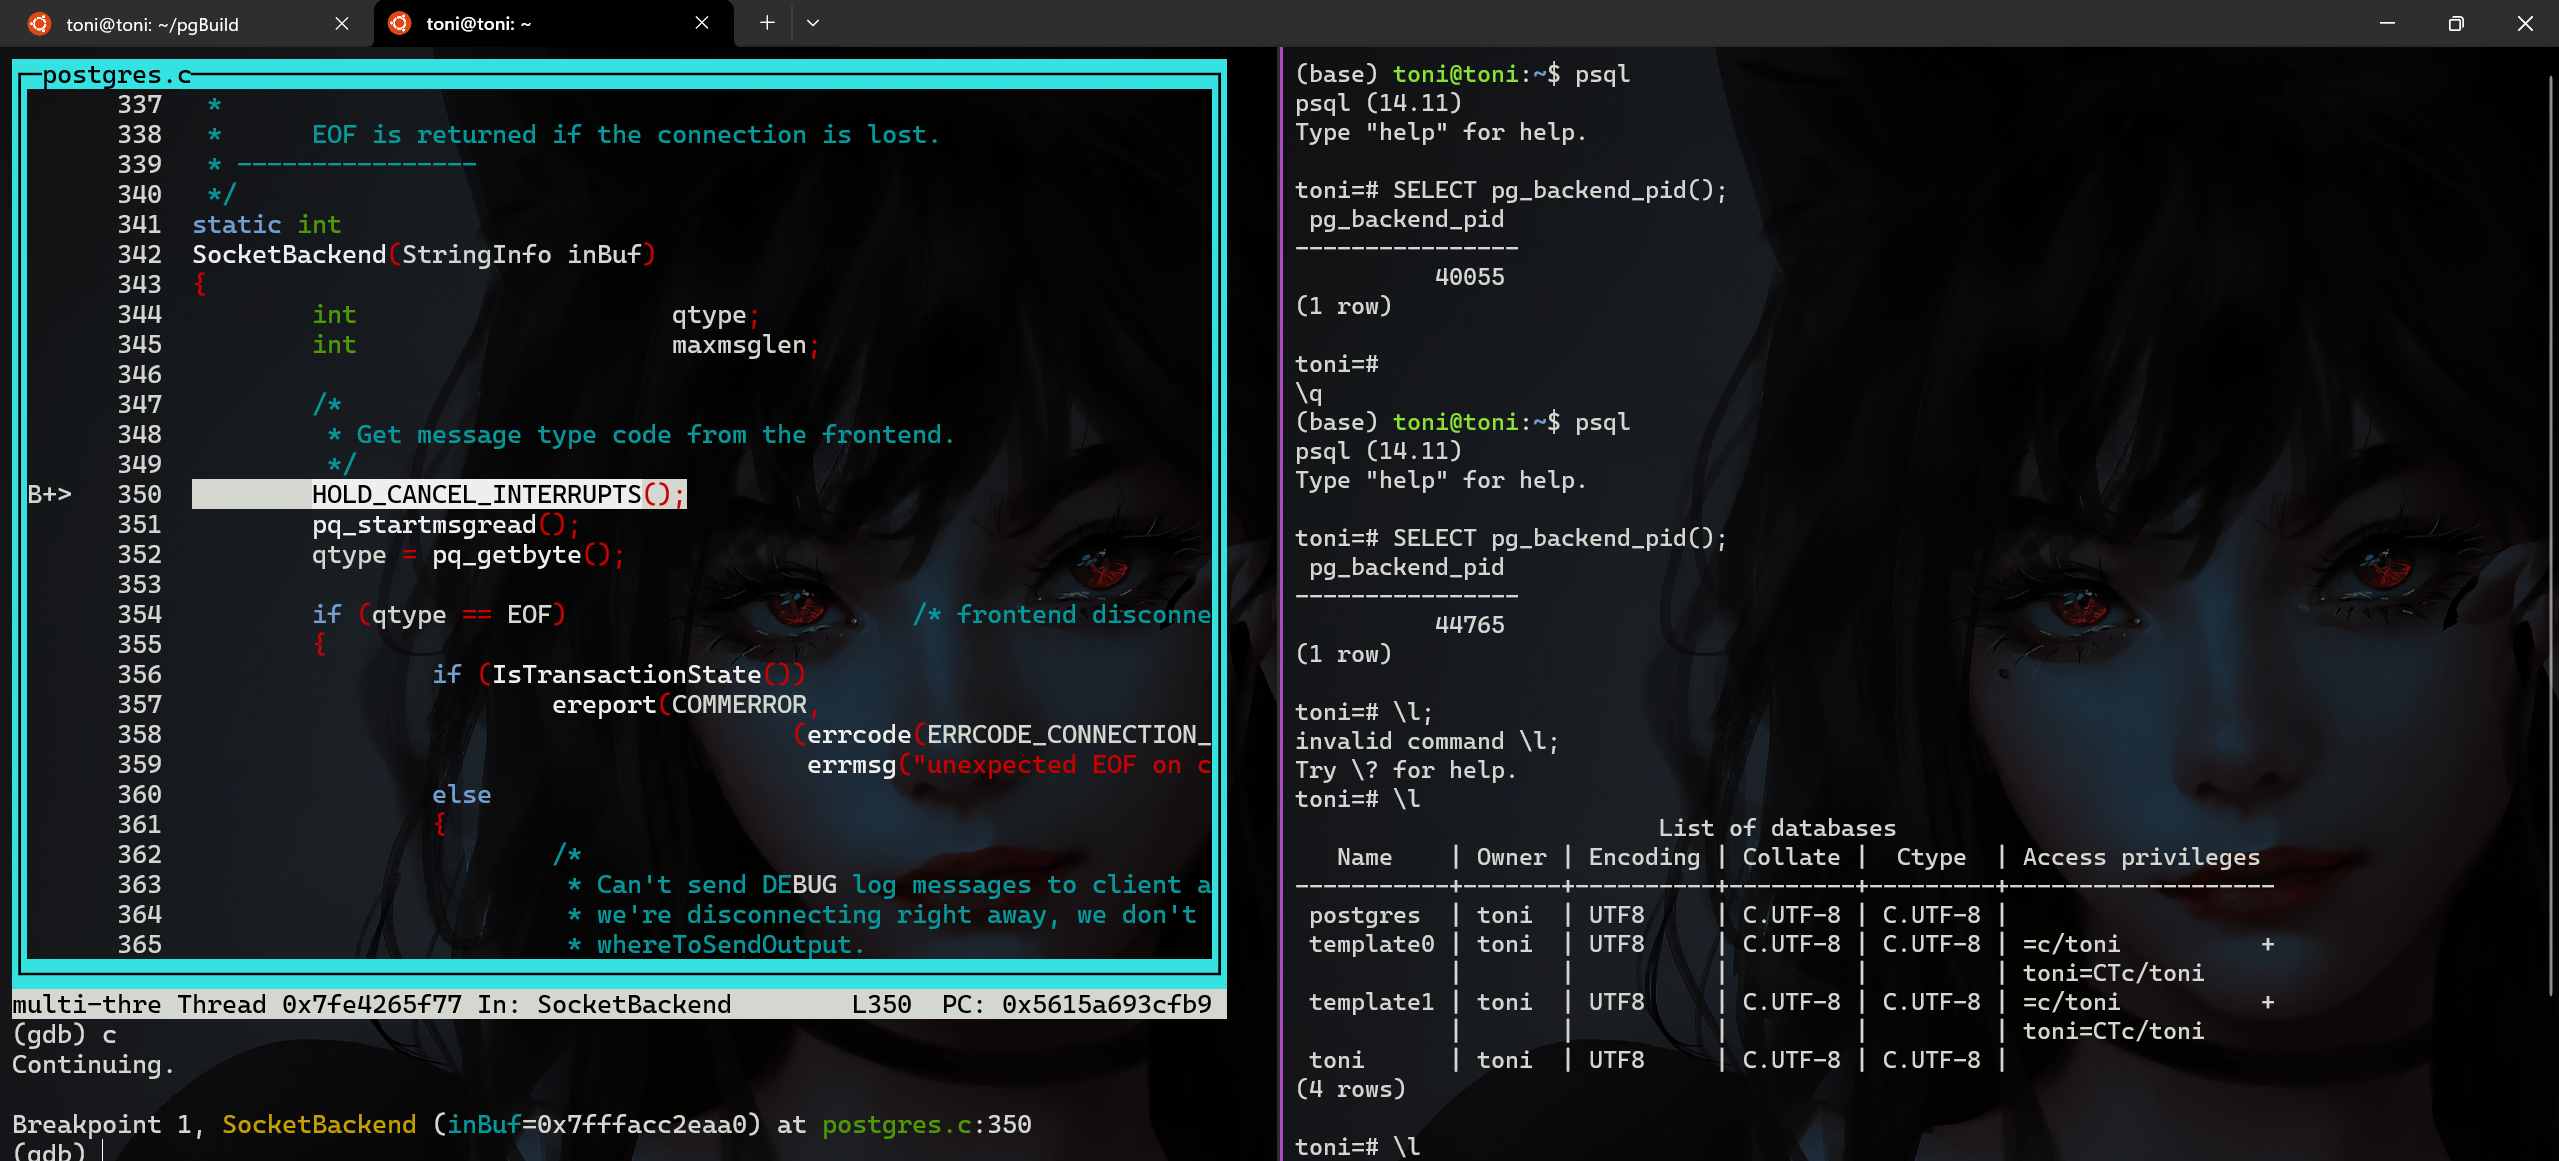 toni@toni: ~/pgBuild
toni@toni: ~
postgres.c
337 *
338 * EOF is returned if the connection is lost.
339 * ----------------
340 */
341 static int
342 SocketBackend(StringInfo inBuf)
343 {
344 int qtype;
345 int maxmsglen;
346
347 /*
348 * Get message type code from the frontend.
349 */
B+> 350 HOLD_CANCEL_INTERRUPTS();
351 pq_startmsgread();
352 qtype = pq_getbyte();
353
354 if (qtype == EOF) /* frontend disconne
355 {
356 if (IsTransactionState())
357 ereport(COMMERROR,
358 (errcode(ERRCODE_CONNECTION_
359 errmsg("unexpected EOF on c
360 else
361 {
362 /*
363 * Can't send DEBUG log messages to client a
364 * we're disconnecting right away, we don't
365 * whereToSendOutput.
multi-thre Thread 0x7fe4265f77 In: SocketBackend L350 PC: 0x5615a693cfb9
(gdb) c
Continuing.
Breakpoint 1, SocketBackend (inBuf=0x7fffacc2eaa0) at postgres.c:350
(gdb)
(base) toni@toni:~$ psql
psql (14.11)
Type "help" for help.
toni=# SELECT pg_backend_pid();
pg_backend_pid
----------------
40055
(1 row)
toni=#
\q
(base) toni@toni:~$ psql
psql (14.11)
Type "help" for help.
toni=# SELECT pg_backend_pid();
pg_backend_pid
----------------
44765
(1 row)
toni=# \l;
invalid command \l;
Try \? for help.
toni=# \l
List of databases
Name | Owner | Encoding | Collate | Ctype | Access privileges
-----------+-------+----------+---------+---------+-------------------
postgres | toni | UTF8 | C.UTF-8 | C.UTF-8 |
template0 | toni | UTF8 | C.UTF-8 | C.UTF-8 | =c/toni +
| | | | | toni=CTc/toni
template1 | toni | UTF8 | C.UTF-8 | C.UTF-8 | =c/toni +
| | | | | toni=CTc/toni
toni | toni | UTF8 | C.UTF-8 | C.UTF-8 |
(4 rows)
toni=# \l